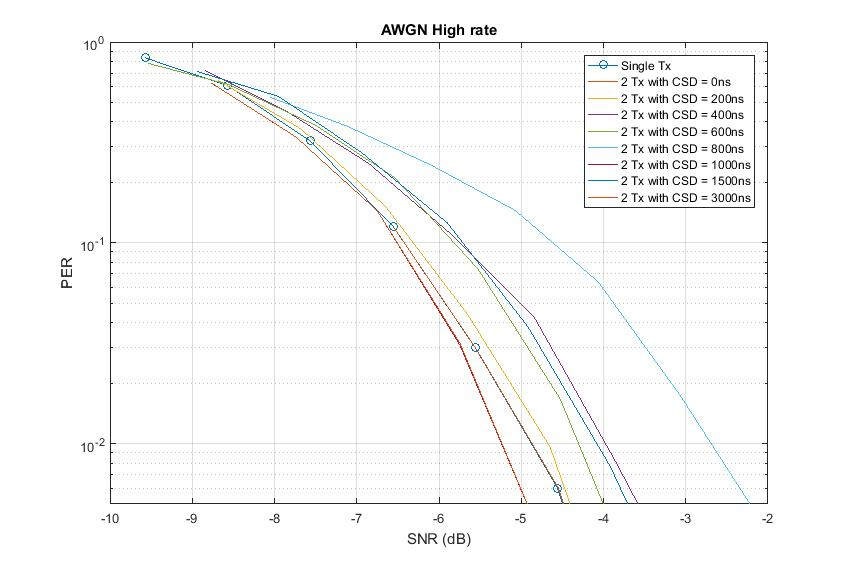 AWGN High rate
Single Tx
2 Tx with CSD = 0ns
2 Tx with CSD = 200ns
2 Tx with CSD = 400ns
2 Tx with CSD = 600ns
2 Tx with CSD = 800ns
2 Tx with CSD = 1000ns
2 Tx with CSD = 1500ns
2 Tx with CSD = 3000ns
PER
10^0
10^-1
10^-2
-10 -9 -8 -7 -6 -5 -4 -3 -2
SNR (dB)